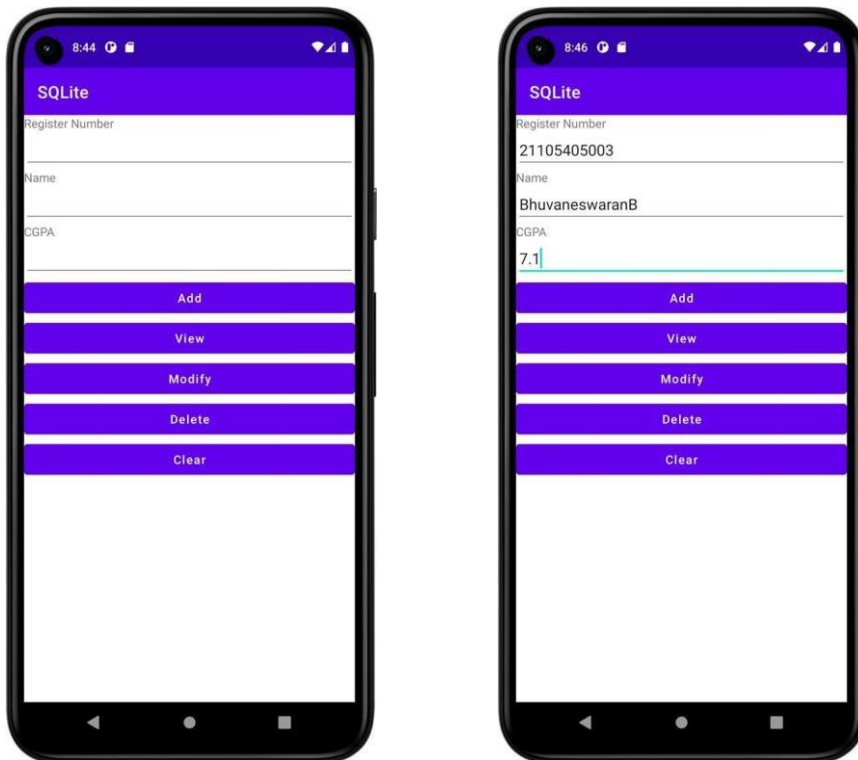 8:44
SQLite
Register Number
Name
CGPA
Add
View
Modify
Delete
Clear
8:46
SQLite
Register Number
21105405003
Name
BhuvaneswaranB
CGPA
7.1
Add
View
Modify
Delete
Clear